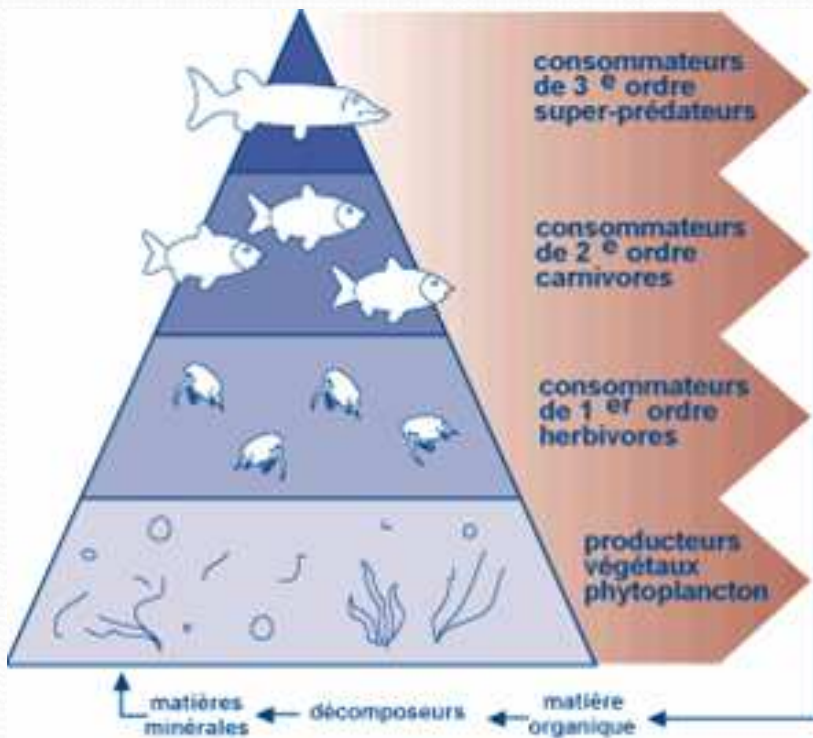 consommateurs
de 3 e ordre
super-prédateurs
consommateurs
de 2 e ordre
carnivores
consommateurs
de 1 er ordre
herbivores
producteurs
végétaux
phytoplancton
matières
minérales
décomposeurs
matière
organique